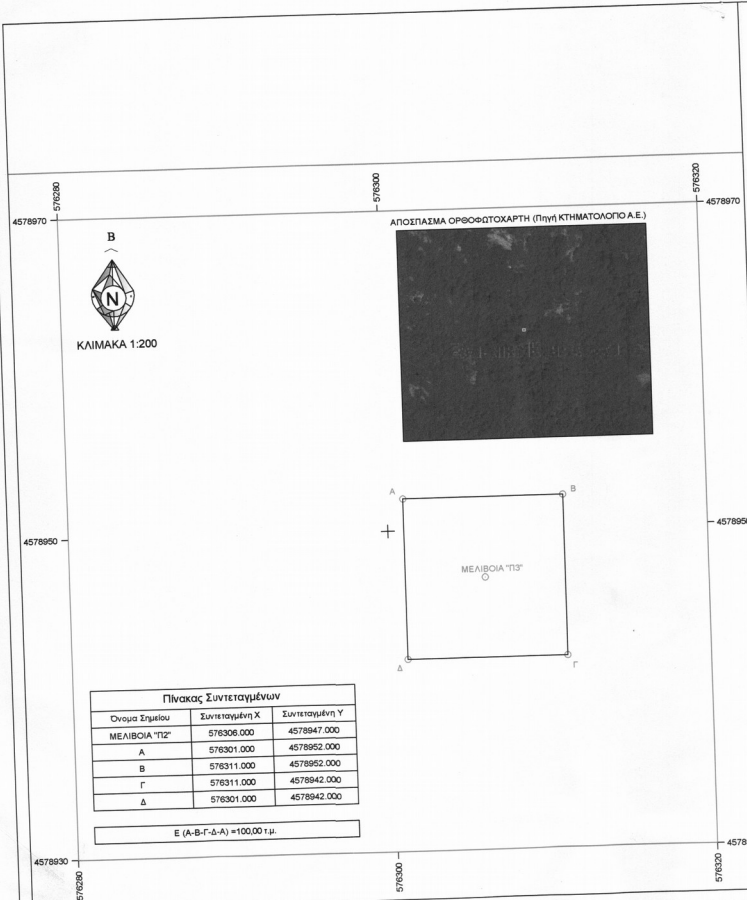 576280
576300
576320
4578970
4578970
ΑΠΟΣΠΑΣΜΑ ΟΡΘΟΦΩΤΟΧΑΡΤΗ (Πηγή ΚΤΗΜΑΤΟΛΟΓΙΟ Α.Ε.)
Β
N
ΚΛΙΜΑΚΑ 1:200
Α
Β
4578950
4578950
ΜΕΛΙΒΟΙΑ "Π3"
Δ
Γ
Πίνακας Συντεταγμένων
Όνομα Σημείου Συντεταγμένη Χ Συντεταγμένη Υ
ΜΕΛΙΒΟΙΑ "Π2" 576306.000 4578947.000
Α 576301.000 4578952.000
Β 576311.000 4578952.000
Γ 576311.000 4578942.000
Δ 576301.000 4578942.000
Ε (Α-Β-Γ-Δ-Α) =100,00 τ.μ.
4578930
4578
576280
576300
576320